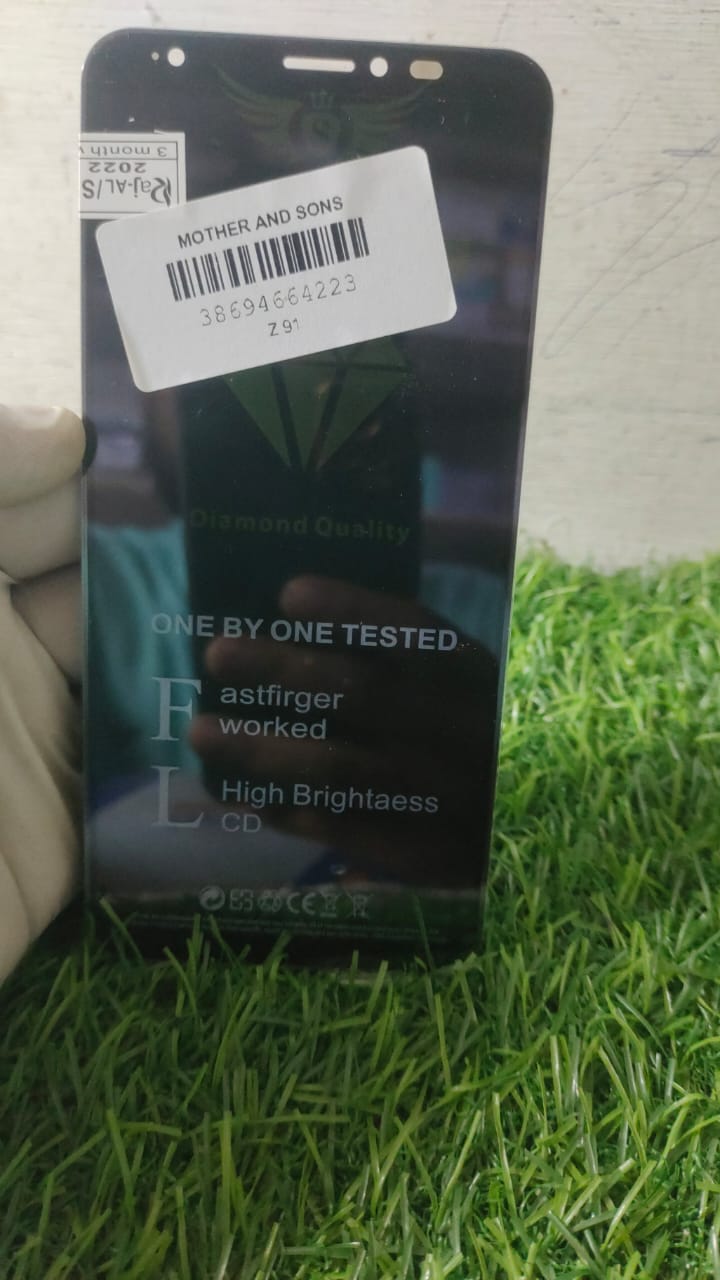 3 month
2022
Raj-AL/S
MOTHER AND SONS
38694664223
Z 91
Diamond Quality
ONE BY ONE TESTED
F astfirger
worked
L High Brightaess
CD
CE